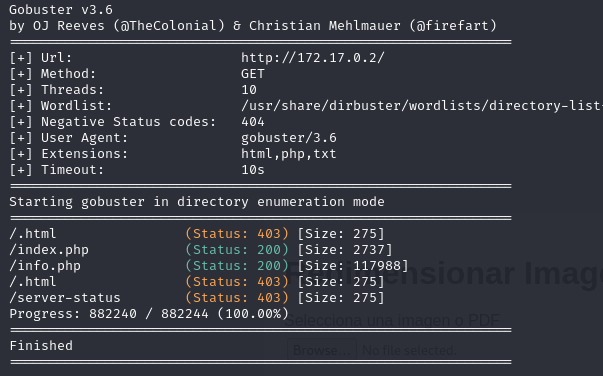 Gobuster v3.6
by OJ Reeves (@TheColonial) & Christian Mehlmauer (@firefart)
===============================================================
[+] Url:                     http://172.17.0.2/
[+] Method:                  GET
[+] Threads:                 10
[+] Wordlist:                /usr/share/dirbuster/wordlists/directory-list-
[+] Negative Status codes:   404
[+] User Agent:              gobuster/3.6
[+] Extensions:              html,php,txt
[+] Timeout:                 10s
===============================================================
Starting gobuster in directory enumeration mode
===============================================================
/.html                (Status: 403) [Size: 275]
/index.php            (Status: 200) [Size: 2737]
/info.php             (Status: 200) [Size: 117988]
/.html                (Status: 403) [Size: 275]
/server-status        (Status: 403) [Size: 275]
Progress: 882240 / 882244 (100.00%)
===============================================================
Finished
===============================================================
Selecciona una imagen o PDF
Browse... No file selected.